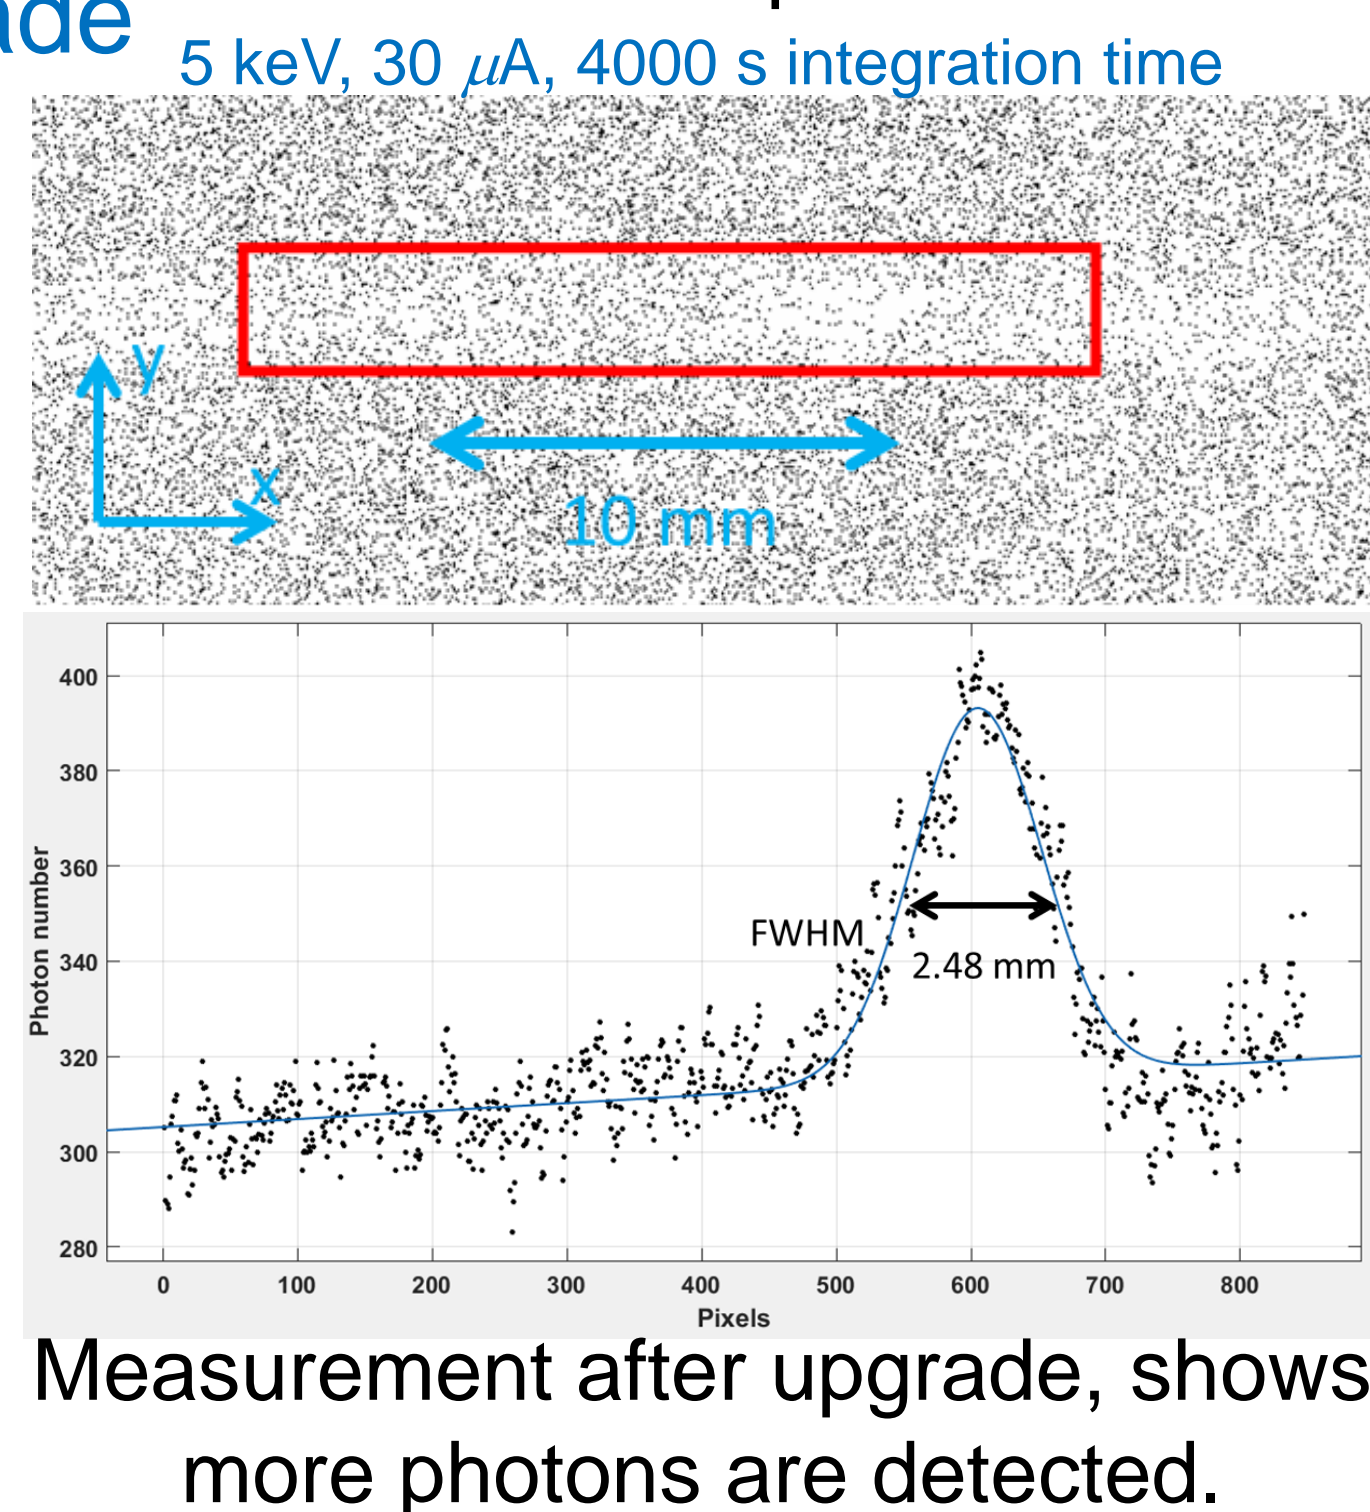 5 keV, 30 μA, 4000 s integration time
y
x
10 mm
400
380
360
340
320
300
280
Photon number
FWHM
2.48 mm
0 100 200 300 400 500 600 700 800
Pixels
Measurement after upgrade, shows
more photons are detected.